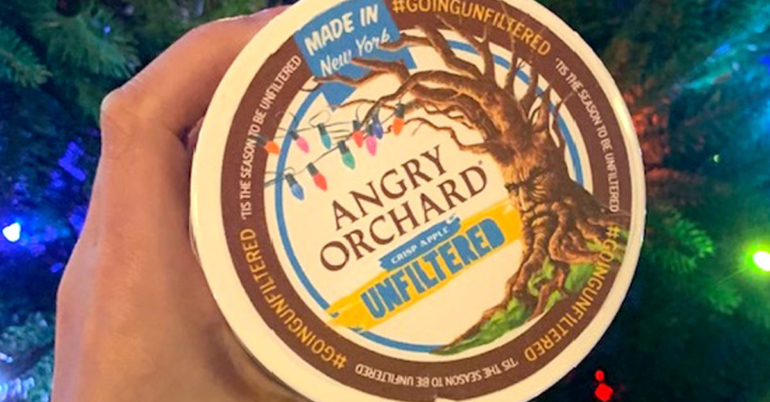 MADE IN
New York
ANGRY
ORCHARD
CRISP APPLE
UNFILTERED
#GOINGUNFILTERED
'TIS THE SEASON TO BE UNFILTERED
#GOINGUNFILTERED
'TIS THE SEASON TO BE UNFILTERED
#GOINGUNFILTERED
'TIS THE SEASON TO BE UNFILTERED